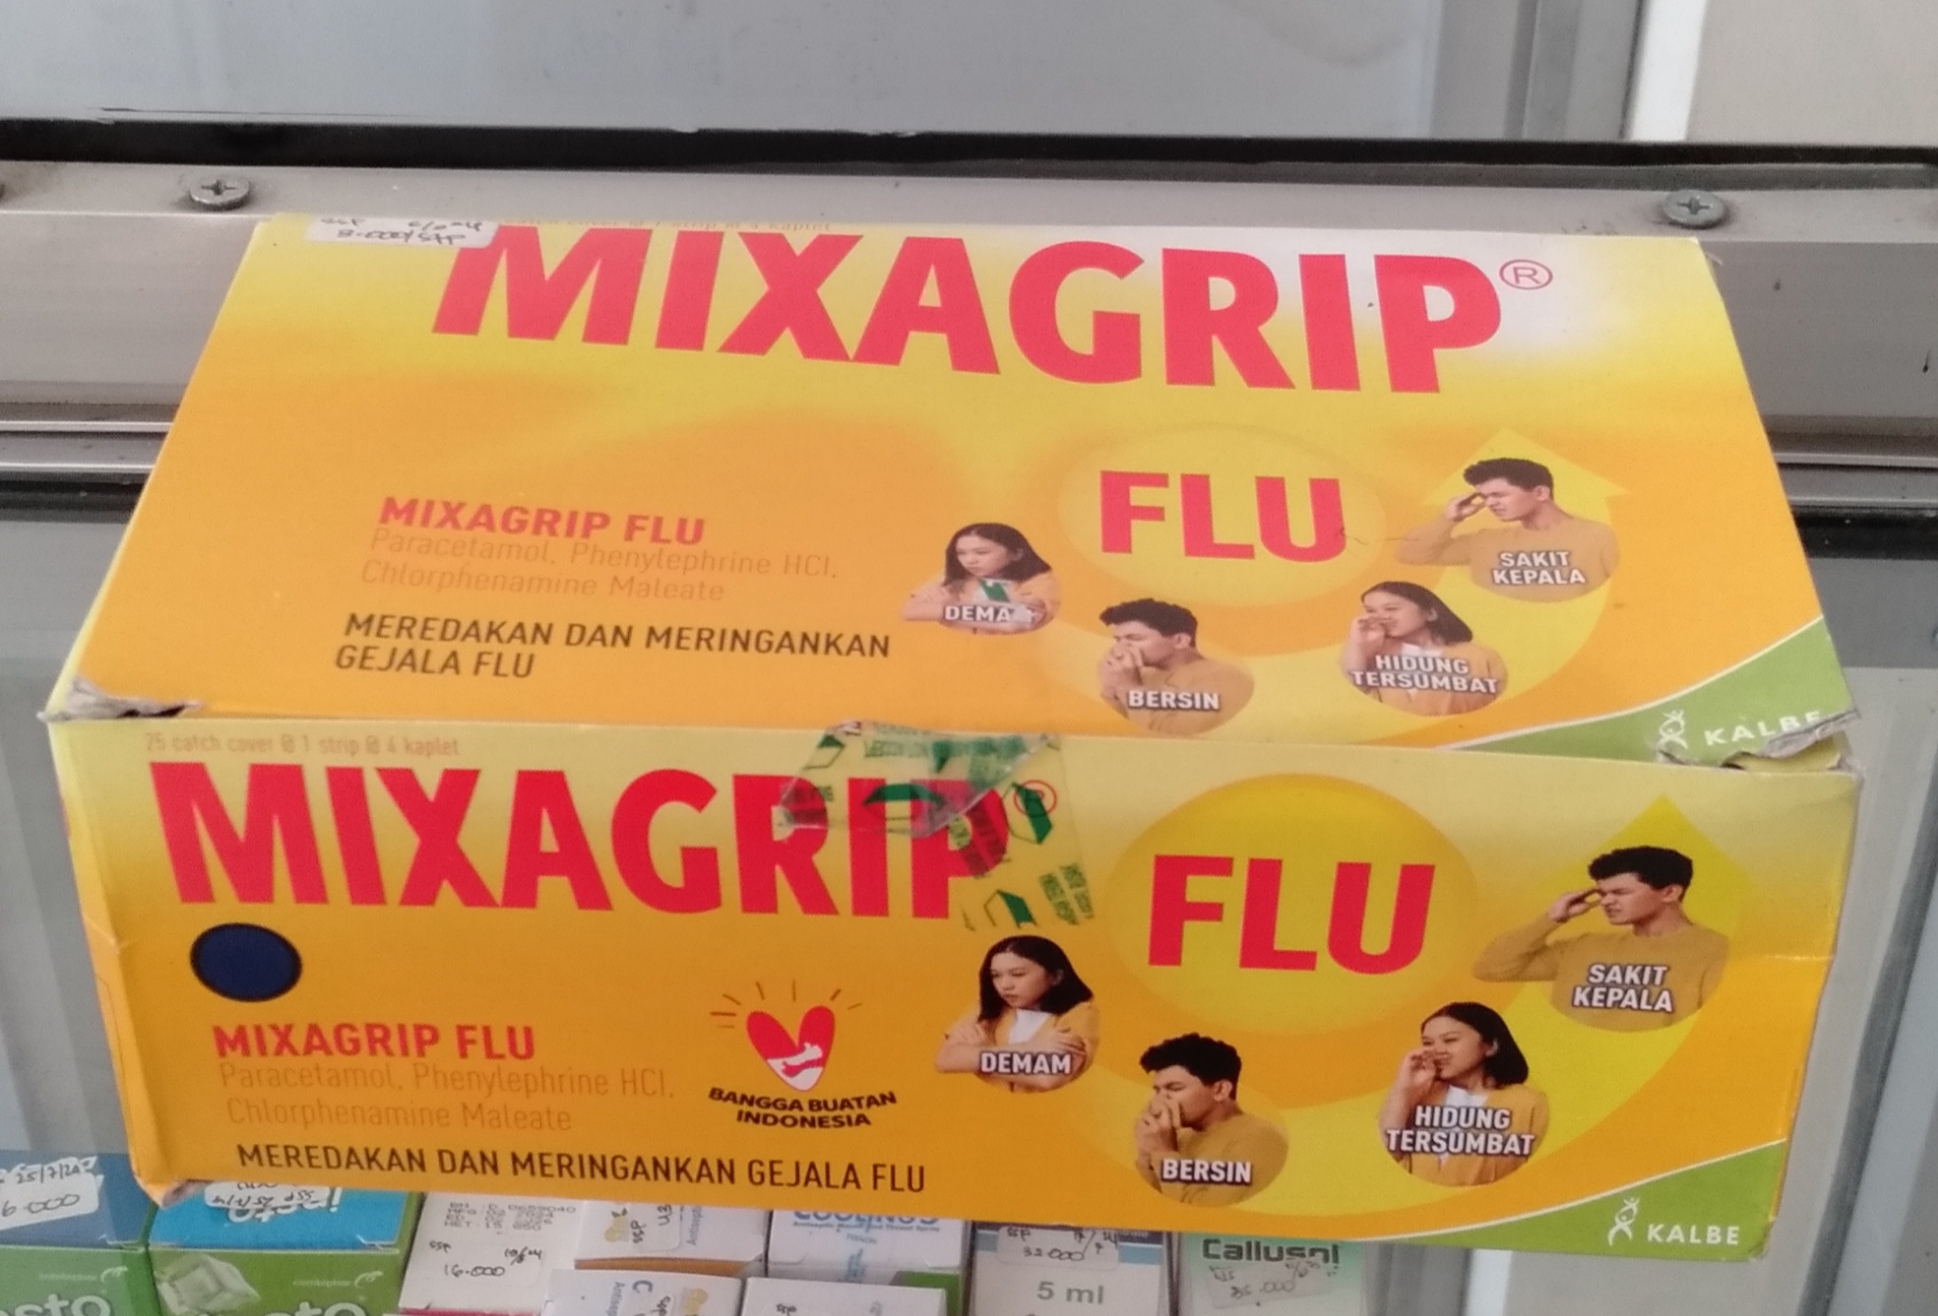 MIXAGRIP®
MIXAGRIP FLU
Paracetamol, Phenylephrine HCl,
Chlorphenamine Maleate
MEREDAKAN DAN MERINGANKAN
GEJALA FLU
FLU
DEMA
BERSIN
HIDUNG
TERSUMBAT
SAKIT
KEPALA
KALBE
25 catch cover @ 1 strip @ 4 kaplet
MIXAGRIP®
FLU
MIXAGRIP FLU
Paracetamol, Phenylephrine HCl,
Chlorphenamine Maleate
BANGGA BUATAN
INDONESIA
MEREDAKAN DAN MERINGANKAN GEJALA FLU
DEMAM
BERSIN
HIDUNG
TERSUMBAT
SAKIT
KEPALA
KALBE
6.000
16.000
32.000
5 ml
Callusol